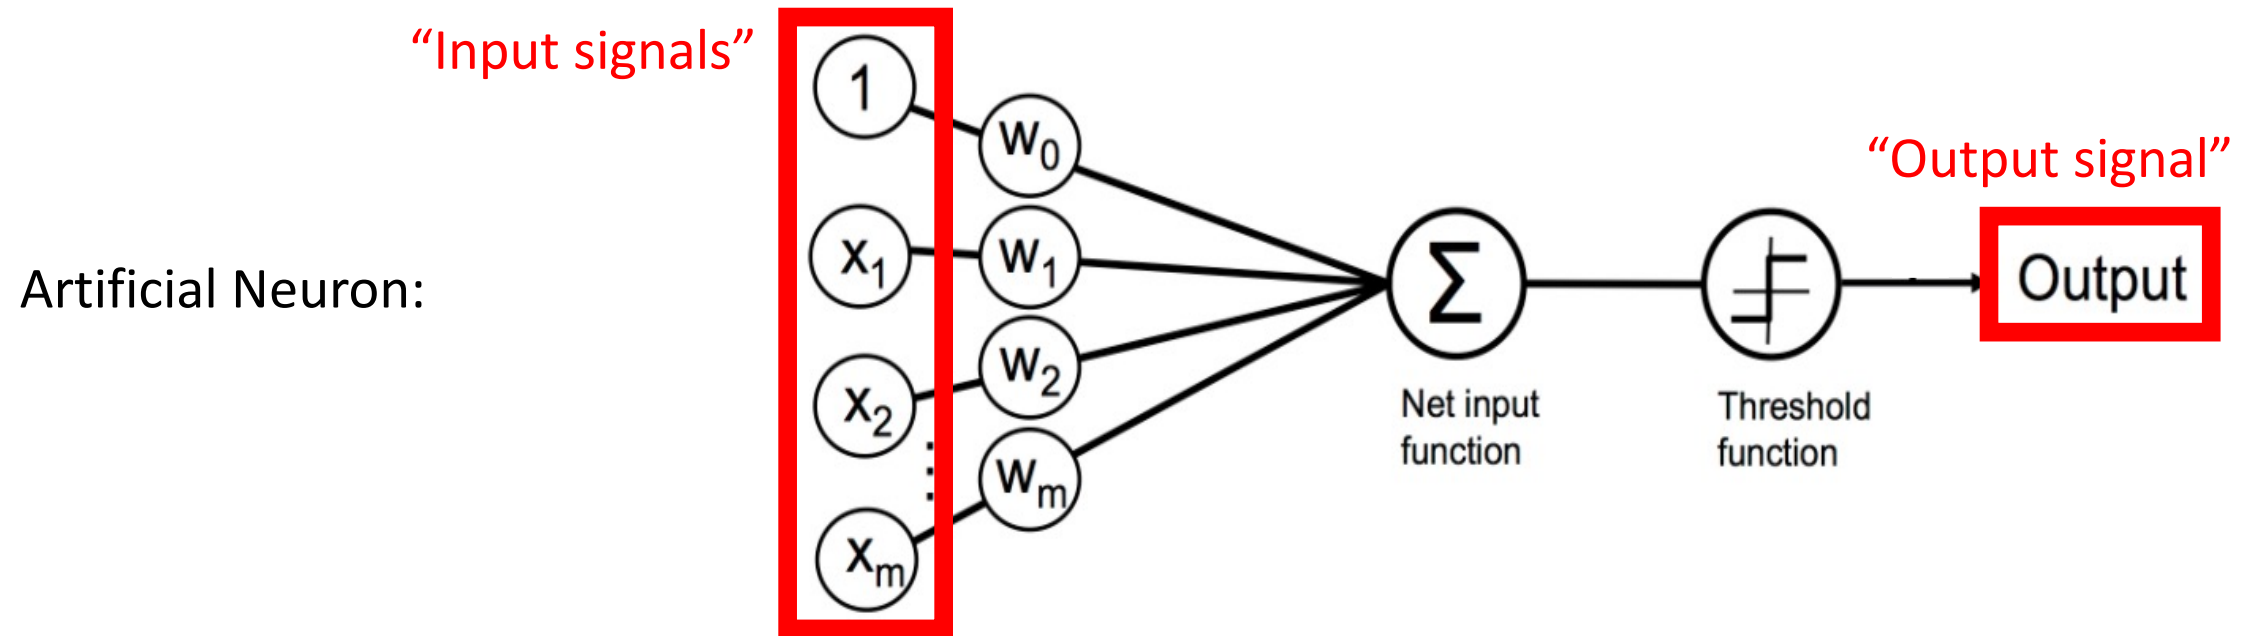 “Input signals”
1
w0
“Output signal”
x1
w1
Σ
Output
Artificial Neuron:
x2
w2
Net input
function
Threshold
function
⋮
wm
xm